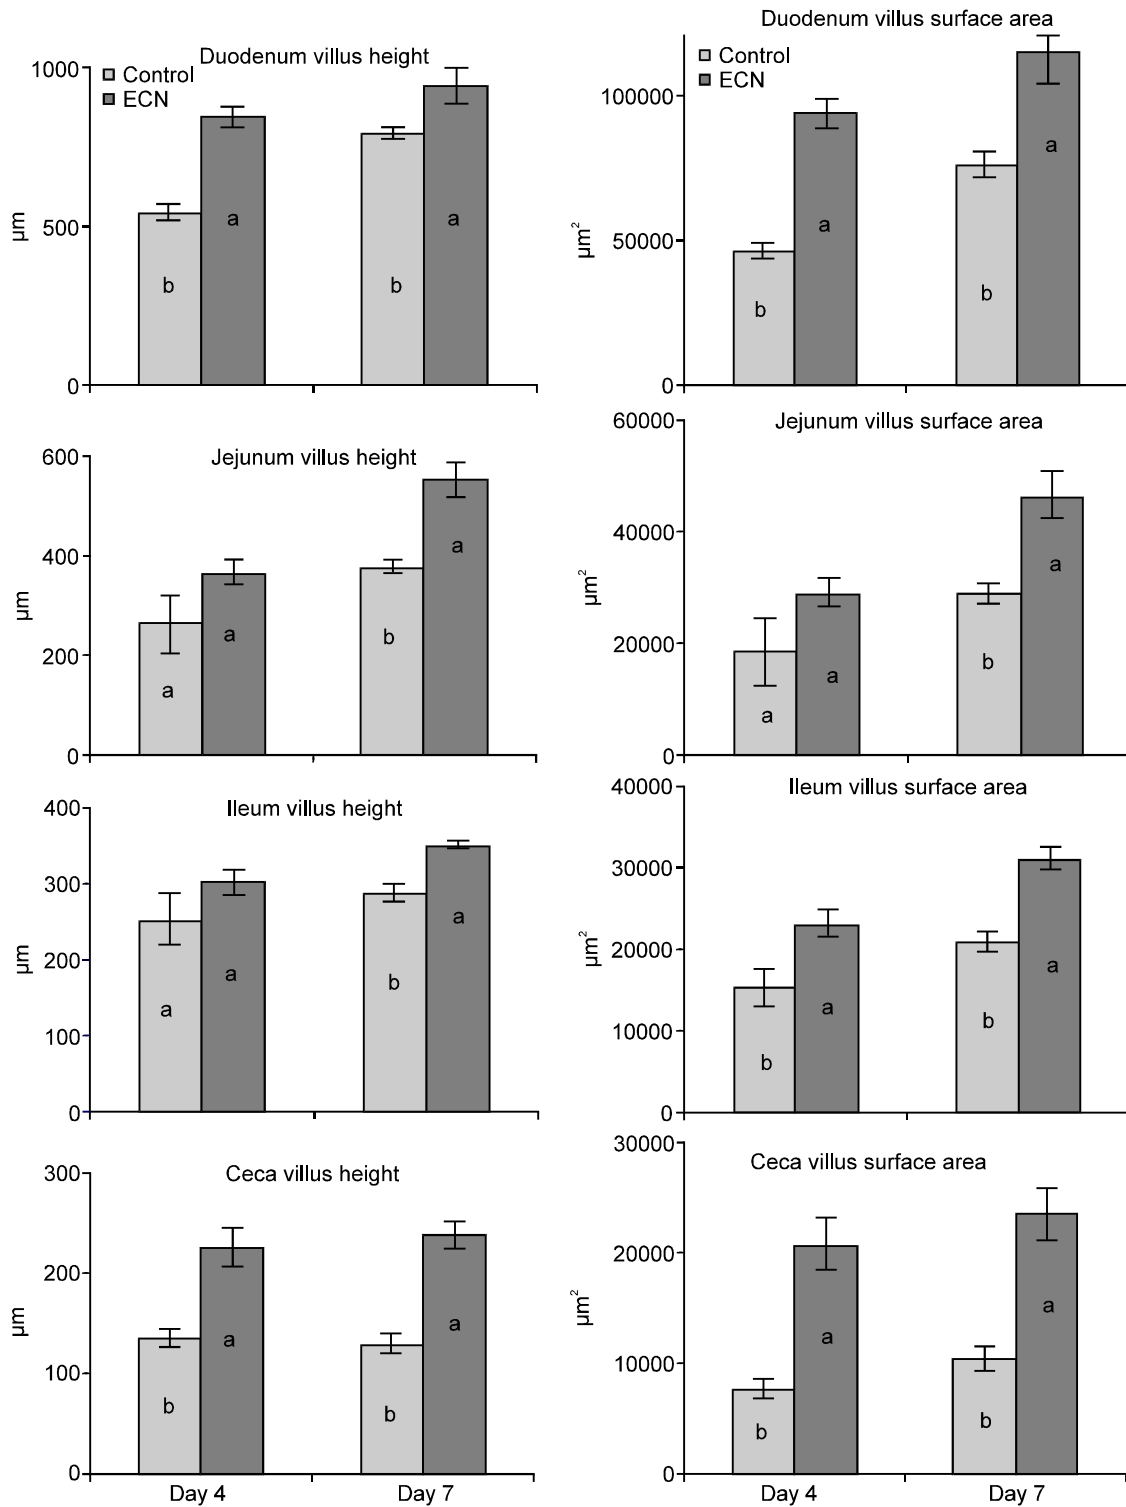 Duodenum villus height
Control
ECN
1000
500
0
µm
b
a
b
a
Duodenum villus surface area
Control
ECN
100000
50000
0
µm²
b
a
b
a
Jejunum villus height
600
400
200
0
µm
a
a
b
a
Jejunum villus surface area
60000
40000
20000
0
µm²
a
a
b
a
Ileum villus height
400
300
200
100
0
µm
a
a
b
a
Ileum villus surface area
40000
30000
20000
10000
0
µm²
b
a
b
a
Ceca villus height
300
200
100
0
µm
b
a
b
a
Day 4
Day 7
Ceca villus surface area
30000
20000
10000
0
µm²
b
a
b
a
Day 4
Day 7